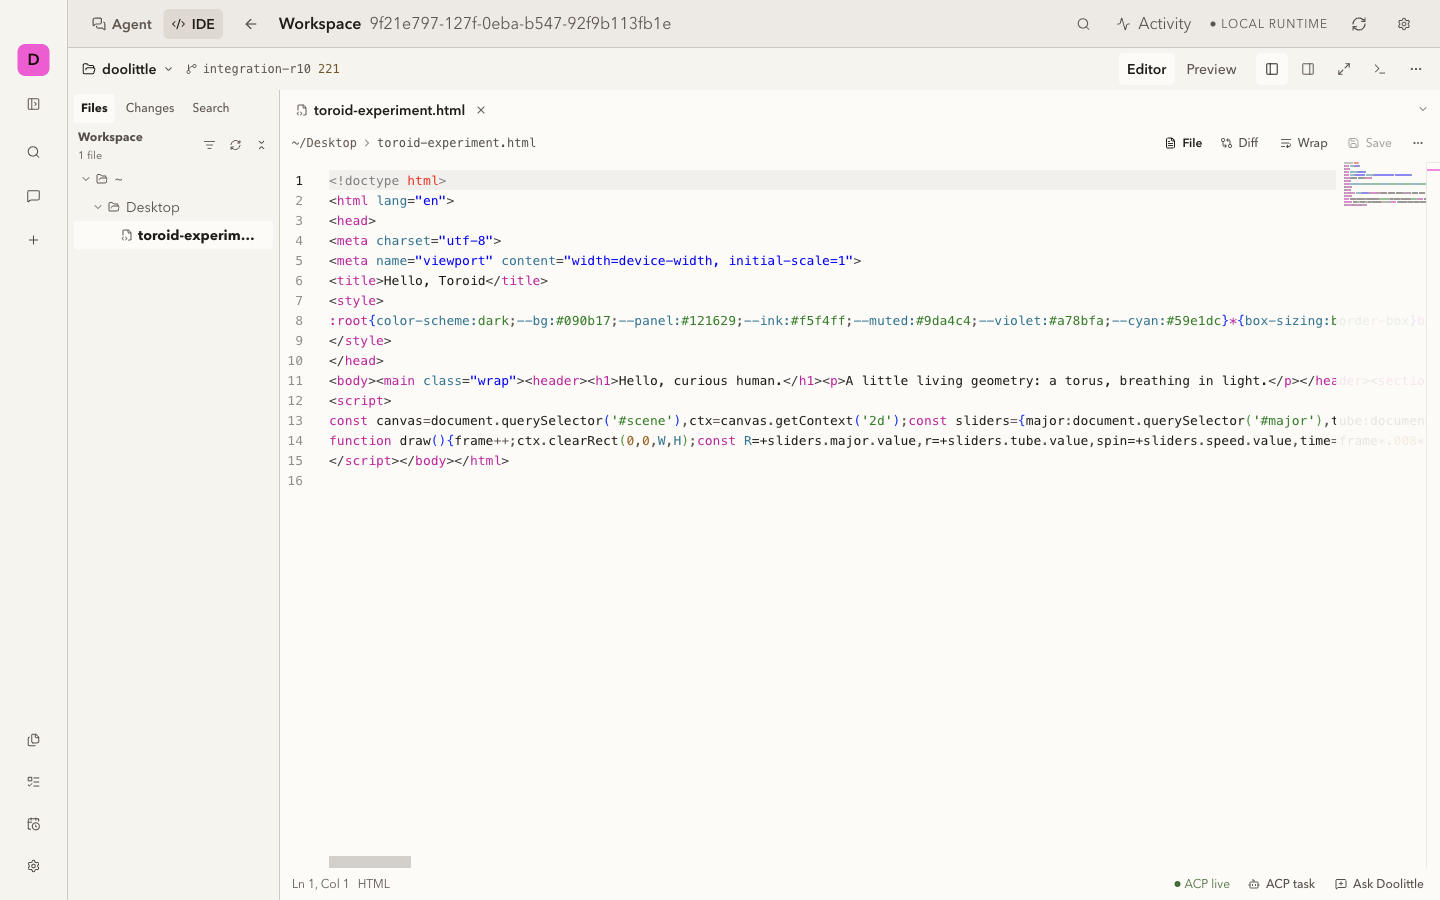 Agent
IDE
Workspace 9f21e797-127f-0eba-b547-92f9b113fb1e
Activity
LOCAL RUNTIME
D
doolittle
integration-r10 221
Editor
Preview
Files
Changes
Search
toroid-experiment.html
Workspace
1 file
~/Desktop > toroid-experiment.html
File
Diff
Wrap
Save
~
Desktop
toroid-experim...
1 <!doctype html>
2 <html lang="en">
3 <head>
4 <meta charset="utf-8">
5 <meta name="viewport" content="width=device-width, initial-scale=1">
6 <title>Hello, Toroid</title>
7 <style>
8 :root{color-scheme:dark;--bg:#090b17;--panel:#121629;--ink:#f5f4ff;--muted:#9da4c4;--violet:#a78bfa;--cyan:#59e1dc}*{box-sizing:border-box}b
9 </style>
10 </head>
11 <body><main class="wrap"><header><h1>Hello, curious human.</h1><p>A little living geometry: a torus, breathing in light.</p></header><sectio
12 <script>
13 const canvas=document.querySelector('#scene'),ctx=canvas.getContext('2d');const sliders={major:document.querySelector('#major'),tube:documen
14 function draw(){frame++;ctx.clearRect(0,0,W,H);const R=+sliders.major.value,r=+sliders.tube.value,spin=+sliders.speed.value,time=frame*.008*
15 </script></body></html>
16
Ln 1, Col 1 HTML
ACP live
ACP task
Ask Doolittle